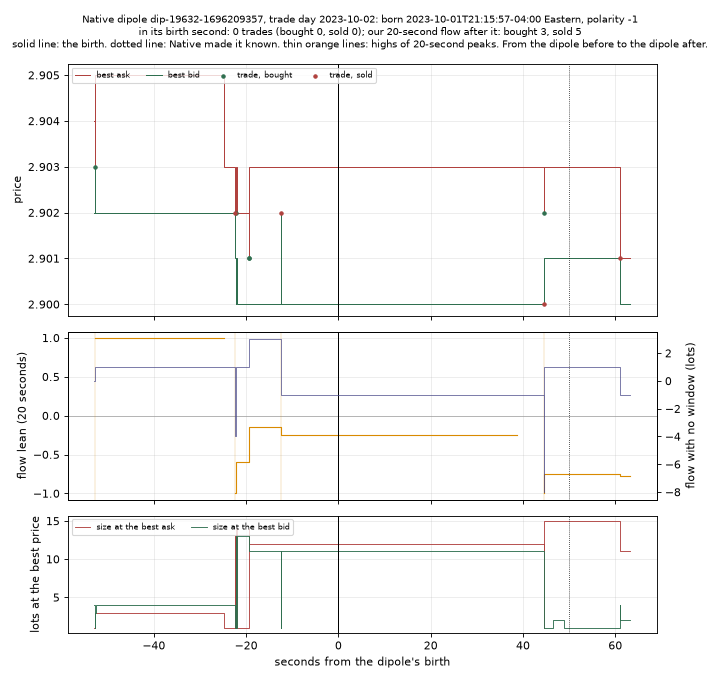 Native dipole dip-19632-1696209357, trade day 2023-10-02: born 2023-10-01T21:15:57-04:00 Eastern, polarity -1
in its birth second: 0 trades (bought 0, sold 0); our 20-second flow after it: bought 3, sold 5
solid line: the birth. dotted line: Native made it known. thin orange lines: highs of 20-second peaks. From the dipole before to the dipole after.
best ask best bid trade, bought trade, sold
2.905
2.904
2.903
2.902
2.901
2.900
price
1.0
0.5
0.0
−0.5
−1.0
flow lean (20 seconds)
2
0
−2
−4
−6
−8
flow with no window (lots)
size at the best ask size at the best bid
15
10
5
lots at the best price
−40 −20 0 20 40 60
seconds from the dipole's birth